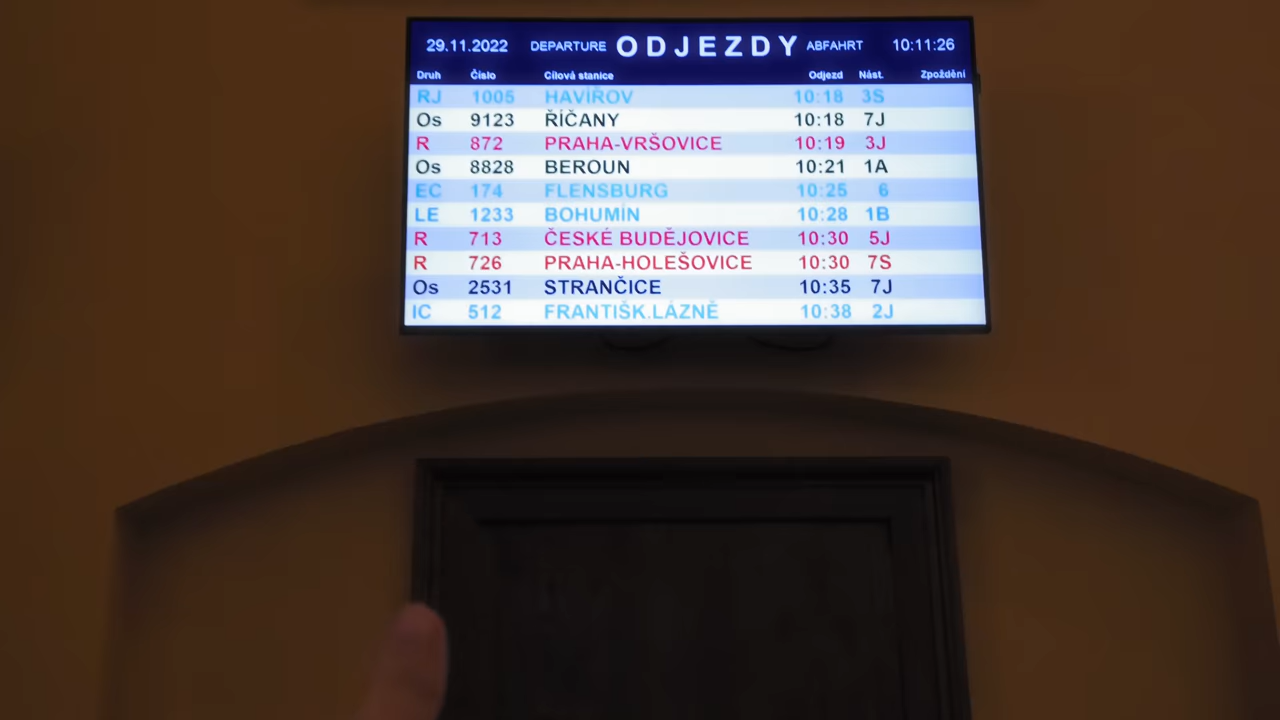 29.11.2022 DEPARTURE ODJEZDY ABFAHRT 10:11:26
Druh Číslo Cílová stanice Odjezd Nást. Zpoždění
RJ 1005 HAVÍŘOV 10:18 3S
Os 9123 ŘÍČANY 10:18 7J
R 872 PRAHA-VRŠOVICE 10:19 3J
Os 8828 BEROUN 10:21 1A
EC 174 FLENSBURG 10:25 6
LE 1233 BOHUMÍN 10:28 1B
R 713 ČESKÉ BUDĚJOVICE 10:30 5J
R 726 PRAHA-HOLEŠOVICE 10:30 7S
Os 2531 STRANČICE 10:35 7J
IC 512 FRANTIŠK.LÁZNĚ 10:38 2J